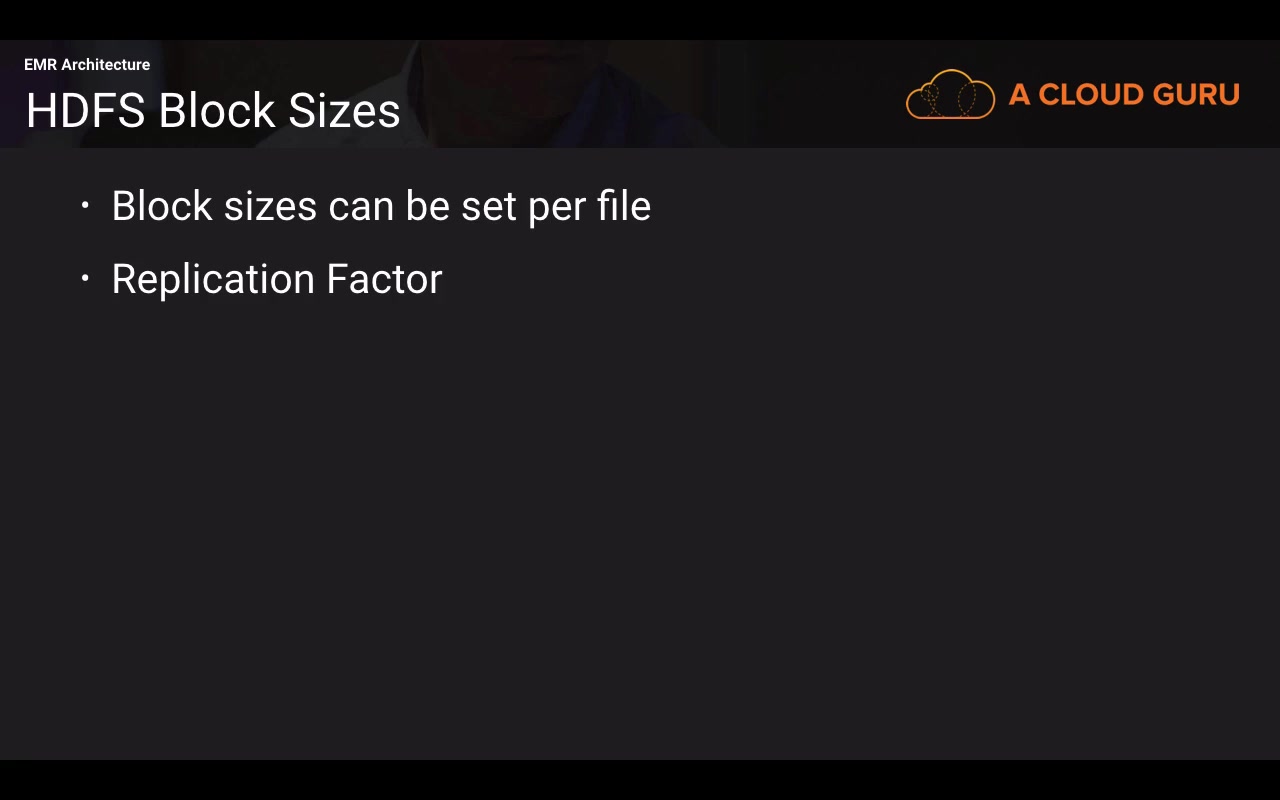 EMR Architecture
HDFS Block Sizes
A CLOUD GURU
• Block sizes can be set per file
• Replication Factor